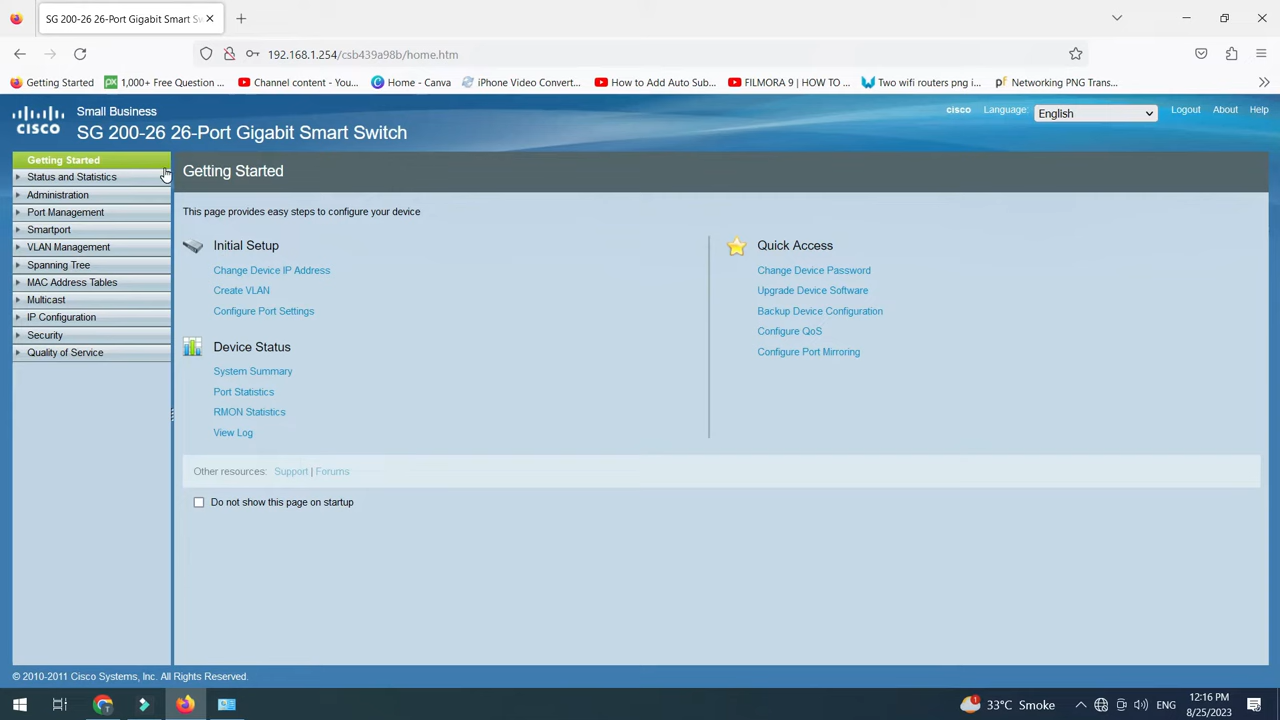 SG 200-26 26-Port Gigabit Smart Sw
192.168.1.254/csb439a98b/home.htm
Getting Started 1,000+ Free Question ... Channel content - You... Home - Canva iPhone Video Convert... How to Add Auto Sub... FILMORA 9 | HOW TO ... Two wifi routers png i... Networking PNG Trans...
Small Business
cisco Language: English Logout About Help
CISCO SG 200-26 26-Port Gigabit Smart Switch
Getting Started
Status and Statistics
Administration
Port Management
Smartport
VLAN Management
Spanning Tree
MAC Address Tables
Multicast
IP Configuration
Security
Quality of Service
Getting Started
This page provides easy steps to configure your device
Initial Setup
Change Device IP Address
Create VLAN
Configure Port Settings
Device Status
System Summary
Port Statistics
RMON Statistics
View Log
Quick Access
Change Device Password
Upgrade Device Software
Backup Device Configuration
Configure QoS
Configure Port Mirroring
Other resources: Support | Forums
Do not show this page on startup
© 2010-2011 Cisco Systems, Inc. All Rights Reserved.
1 33°C Smoke ENG 12:16 PM
8/25/2023